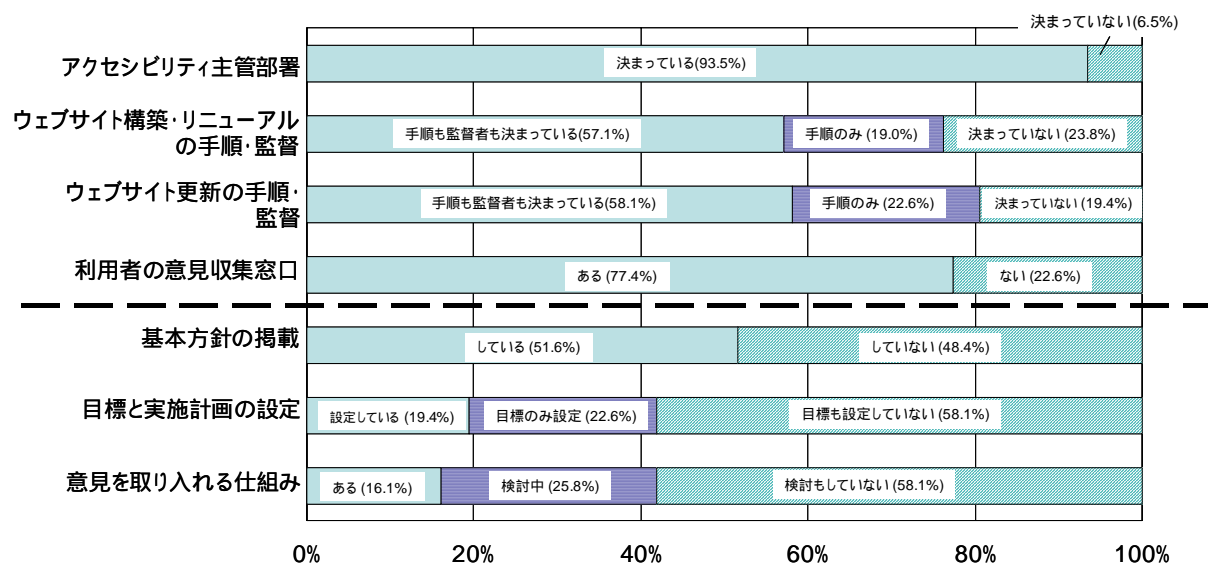 決まっていない(6.5%)
アクセシビリティ主管部署
決まっている(93.5%)
ウェブサイト構築・リニューアル
の手順・監督
手順も監督者も決まっている(57.1%)
手順のみ (19.0%)
決まっていない (23.8%)
ウェブサイト更新の手順・
監督
手順も監督者も決まっている(58.1%)
手順のみ (22.6%)
決まっていない (19.4%)
利用者の意見収集窓口
ある (77.4%)
ない (22.6%)
基本方針の掲載
している (51.6%)
していない (48.4%)
目標と実施計画の設定
設定している (19.4%)
目標のみ設定 (22.6%)
目標も設定していない (58.1%)
意見を取り入れる仕組み
ある (16.1%)
検討中 (25.8%)
検討もしていない (58.1%)
0%
20%
40%
60%
80%
100%